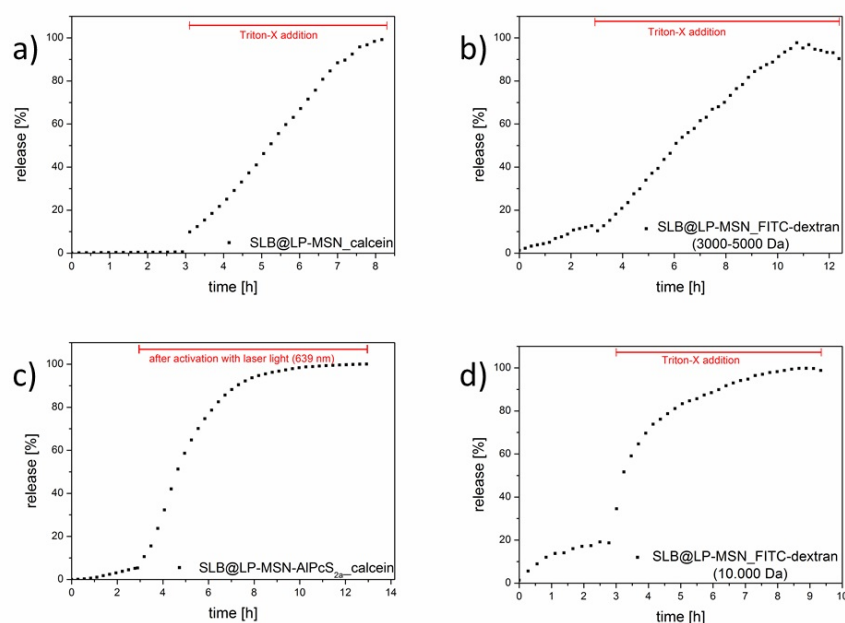 a)
Triton-X addition
release [%]
100
80
60
40
20
0
SLB@LP-MSN_calcein
0 1 2 3 4 5 6 7 8
time [h]
b)
Triton-X addition
release [%]
100
80
60
40
20
0
SLB@LP-MSN_FITC-dextran
(3000-5000 Da)
0 2 4 6 8 10 12
time [h]
c)
after activation with laser light (639 nm)
release [%]
100
80
60
40
20
0
SLB@LP-MSN-AlPcS2a_calcein
0 2 4 6 8 10 12 14
time [h]
d)
Triton-X addition
release [%]
100
80
60
40
20
0
SLB@LP-MSN_FITC-dextran
(10.000 Da)
0 1 2 3 4 5 6 7 8 9 10
time [h]